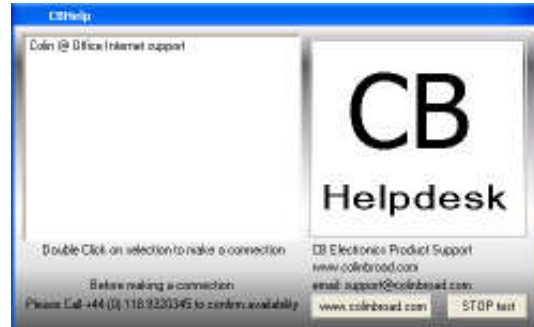 CBHelp
Colin @ Office Internet support
CB
Helpdesk
Double Click on selection to make a connection
Before making a connection
Please Call +44 (0) 118 9320345 to confirm availability
CB Electronics Product Support
www.colinbroad.com
email: support@colinbroad.com
www.colinbroad.com
STOP test